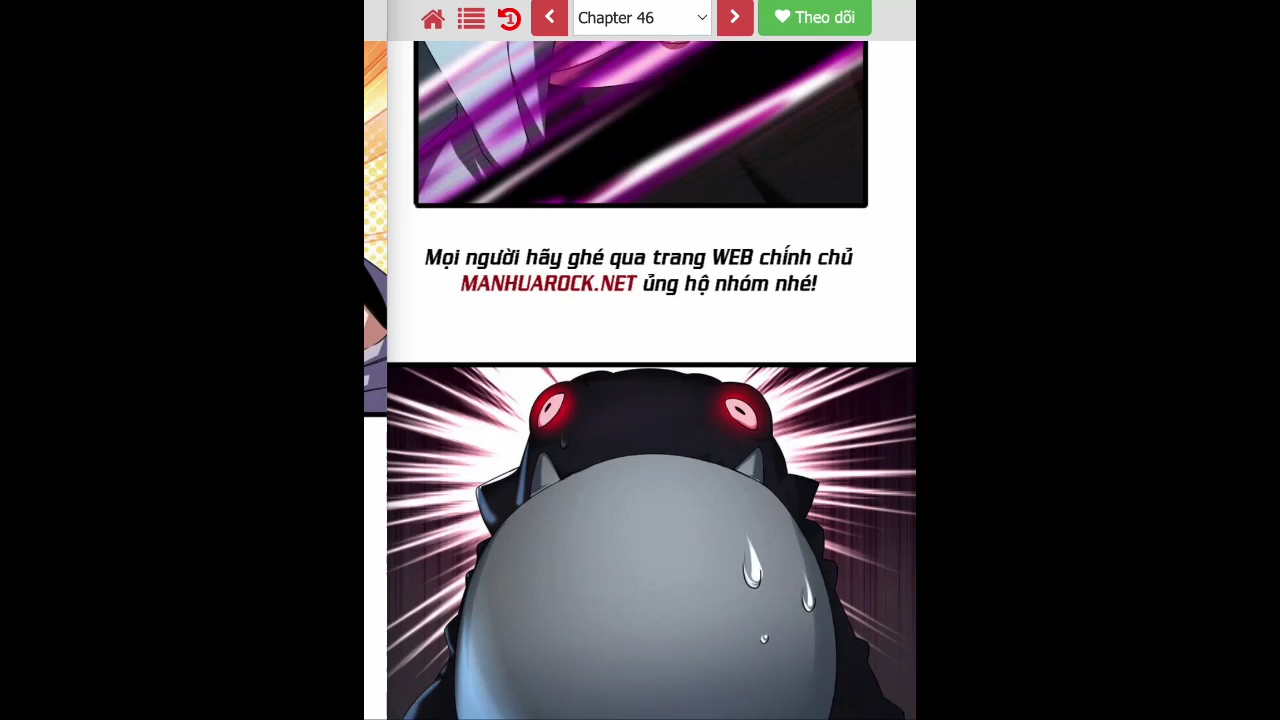 Chapter 46
Theo dõi
Mọi người hãy ghé qua trang WEB chính chủ
MANHUAROCK.NET ủng hộ nhóm nhé!